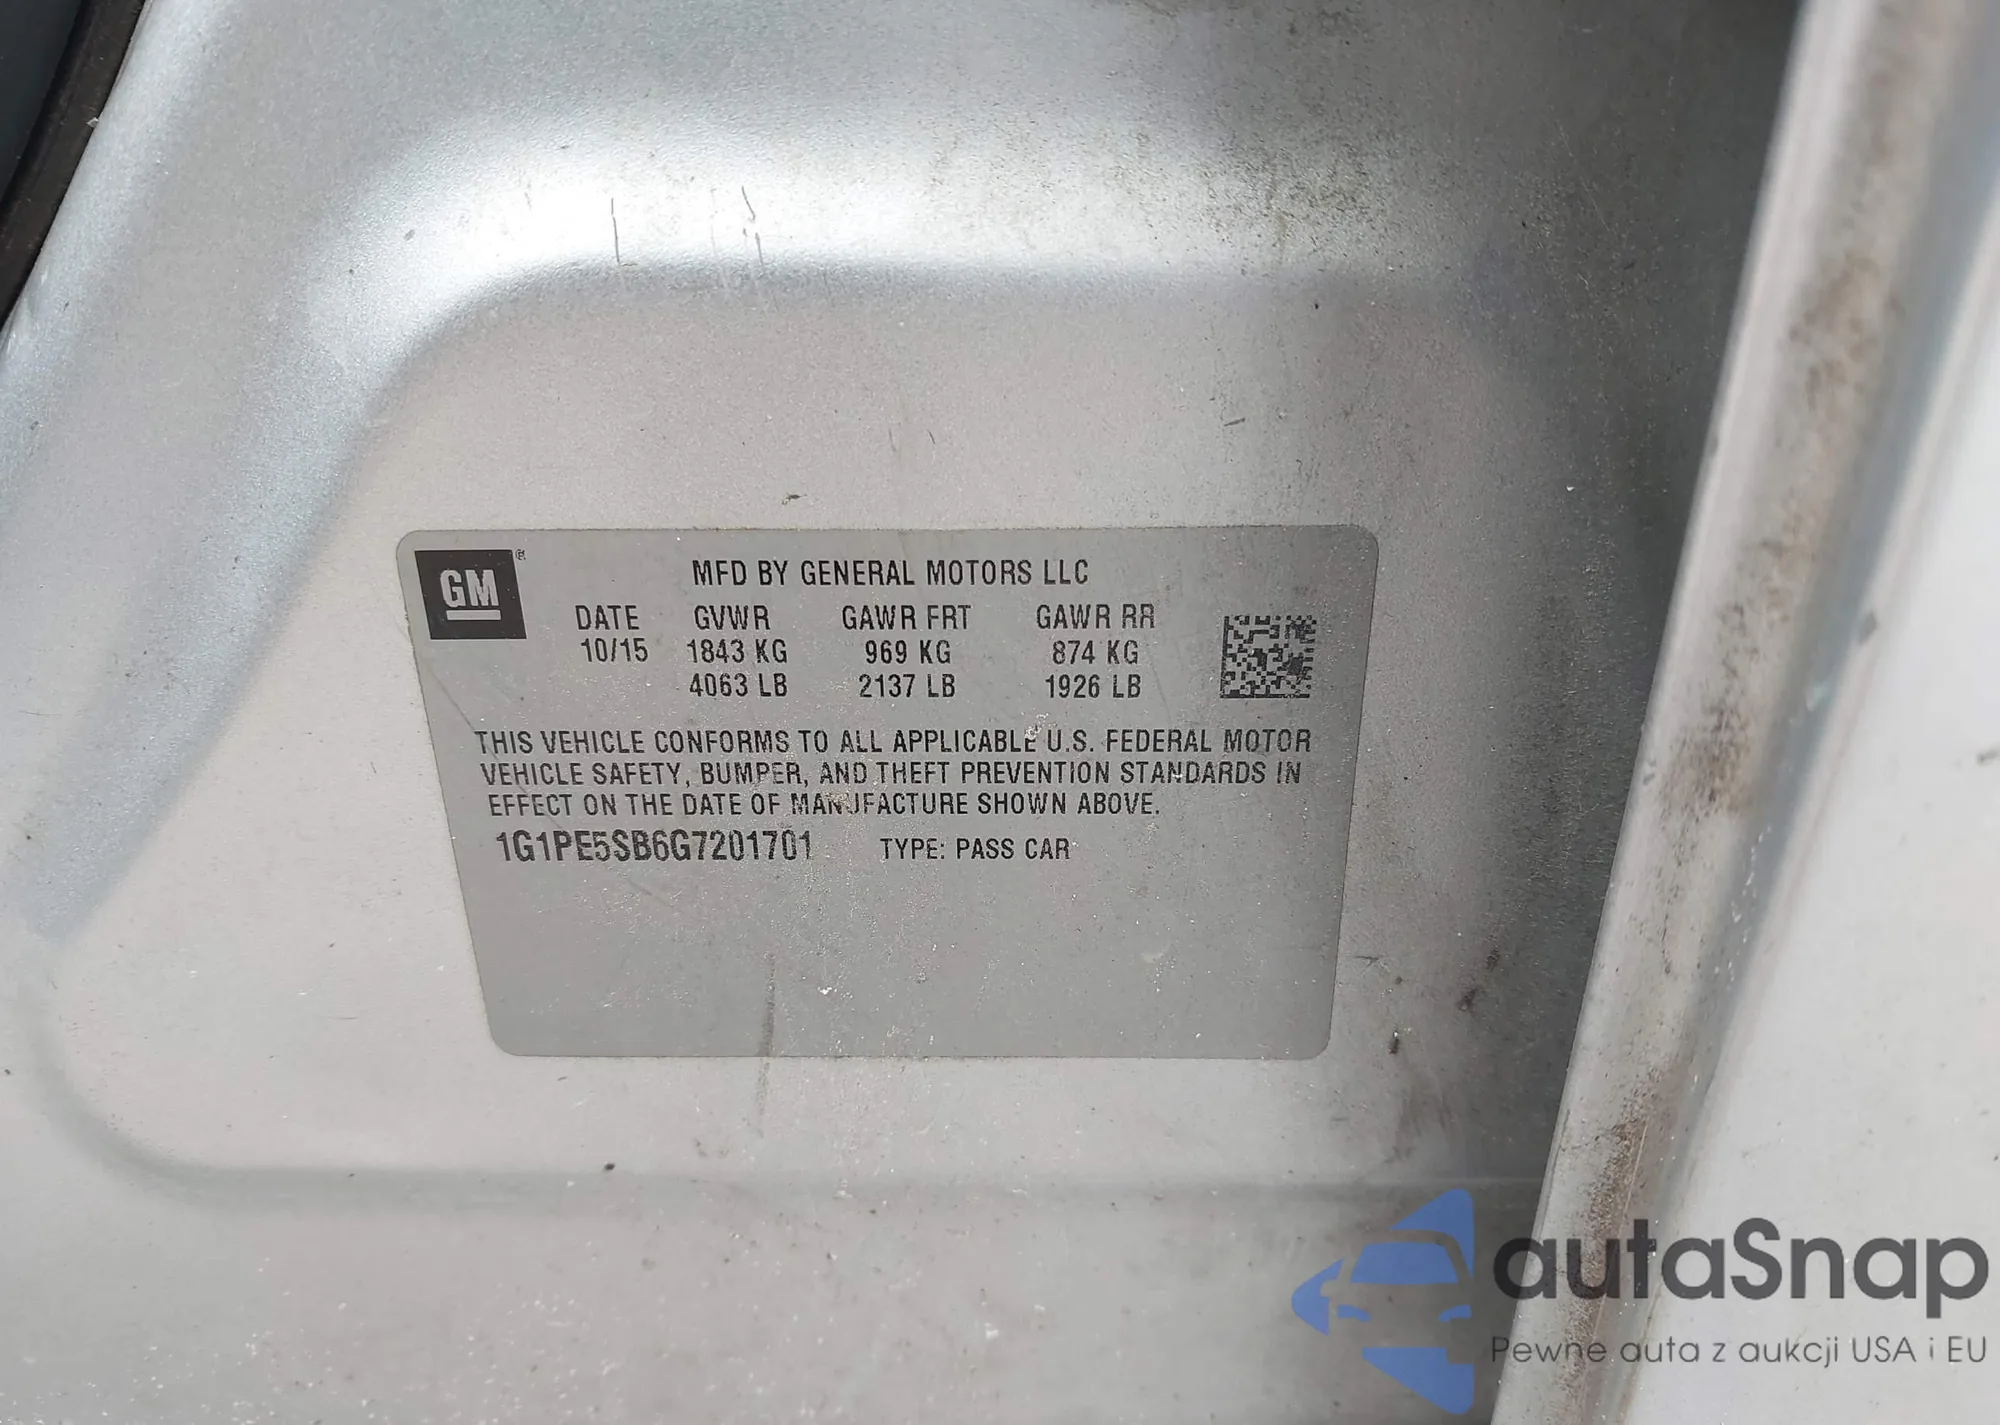 GM®
MFD BY GENERAL MOTORS LLC
DATE GVWR GAWR FRT GAWR RR
10/15 1843 KG 969 KG 874 KG
4063 LB 2137 LB 1926 LB
THIS VEHICLE CONFORMS TO ALL APPLICABLE U.S. FEDERAL MOTOR
VEHICLE SAFETY, BUMPER, AND THEFT PREVENTION STANDARDS IN
EFFECT ON THE DATE OF MANUFACTURE SHOWN ABOVE.
1G1PE5SB6G7201701 TYPE: PASS CAR
autaSnap
Pewne auta z aukcji USA i EU